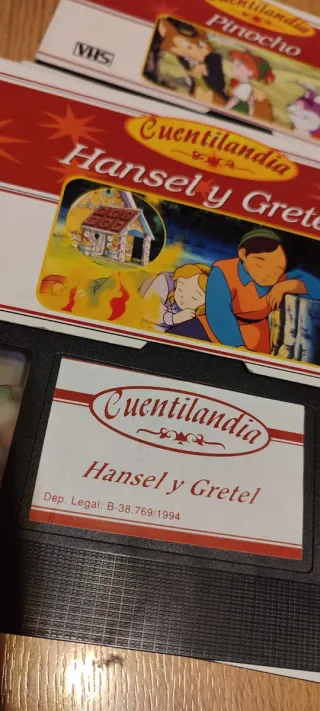 Cuentilandia
Pinocho
VHS
Cuentilandia
Hansel y Gretel
Cuentilandia
Hansel y Gretel
Dep. Legal: B-38.769/1994